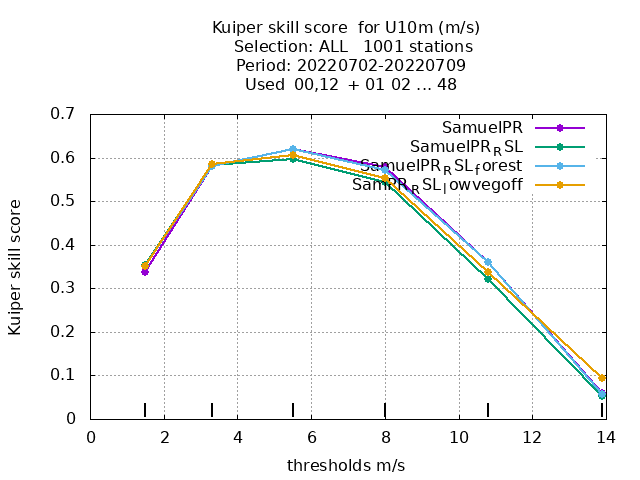 Kuiper skill score  for U10m (m/s)
Selection: ALL   1001 stations
Period: 20220702-20220709
Used  00,12  + 01 02 ... 48
SamuelPR
SamuelPR_RSL
SamuelPR_RSL_forest
SamPR_RSL_lowvegoff
Kuiper skill score
0.7
0.6
0.5
0.4
0.3
0.2
0.1
0
0 2 4 6 8 10 12 14
thresholds m/s